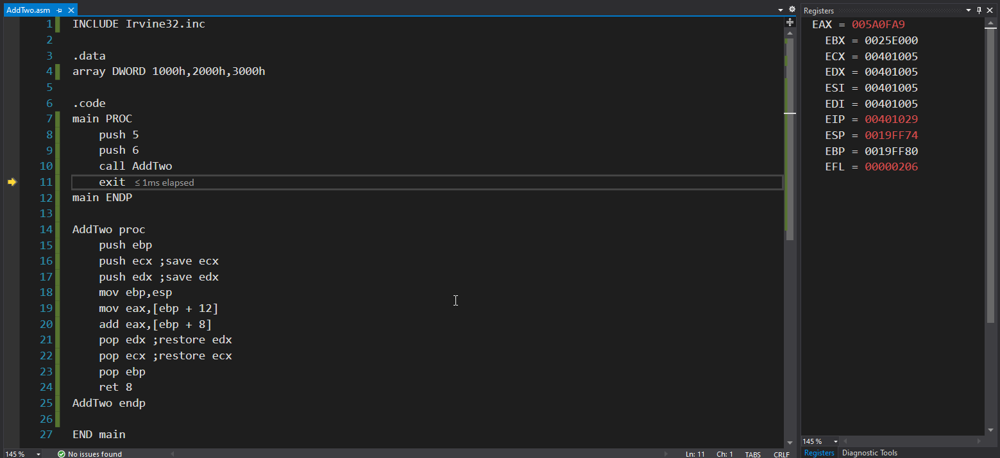 AddTwo.asm
1 INCLUDE Irvine32.inc
2
3 .data
4 array DWORD 1000h,2000h,3000h
5
6 .code
7 main PROC
8 push 5
9 push 6
10 call AddTwo
11 exit ≤ 1ms elapsed
12 main ENDP
13
14 AddTwo proc
15 push ebp
16 push ecx ;save ecx
17 push edx ;save edx
18 mov ebp,esp
19 mov eax,[ebp + 12]
20 add eax,[ebp + 8]
21 pop edx ;restore edx
22 pop ecx ;restore ecx
23 pop ebp
24 ret 8
25 AddTwo endp
26
27 END main
145 % No issues found Ln: 11 Ch: 1 TABS CRLF
Registers
EAX = 005A0FA9
EBX = 0025E000
ECX = 00401005
EDX = 00401005
ESI = 00401005
EDI = 00401005
EIP = 00401029
ESP = 0019FF74
EBP = 0019FF80
EFL = 00000206
145 %
Registers Diagnostic Tools